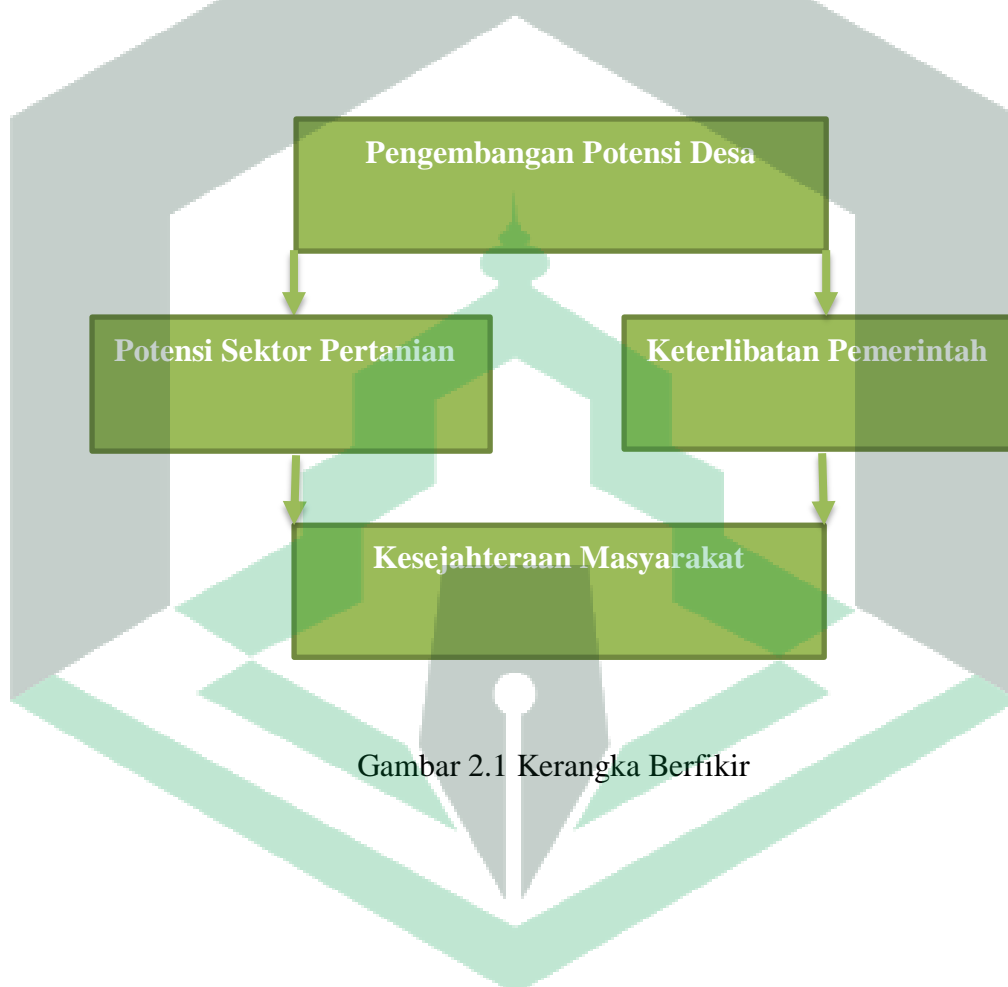 Pengembangan Potensi Desa
Potensi Sektor Pertanian
Keterlibatan Pemerintah
Kesejahteraan Masyarakat
Gambar 2.1 Kerangka Berfikir